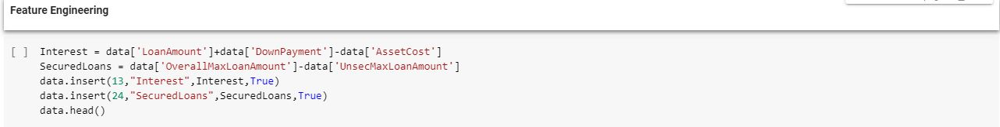 Feature Engineering
[ ] Interest = data['LoanAmount']+data['DownPayment']-data['AssetCost']
SecuredLoans = data['OverallMaxLoanAmount']-data['UnsecMaxLoanAmount']
data.insert(13,"Interest",Interest,True)
data.insert(24,"SecuredLoans",SecuredLoans,True)
data.head()